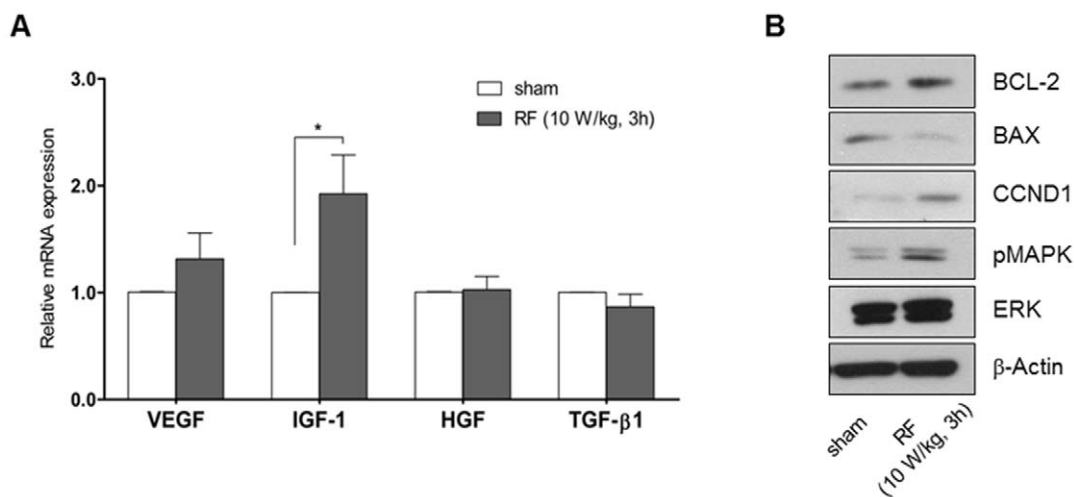 A
B
3.0
2.0
1.0
0.0
Relative mRNA expression
sham
RF (10 W/kg, 3h)
*
VEGF IGF-1 HGF TGF-β1
BCL-2
BAX
CCND1
pMAPK
ERK
β-Actin
sham
RF
(10 W/kg, 3h)